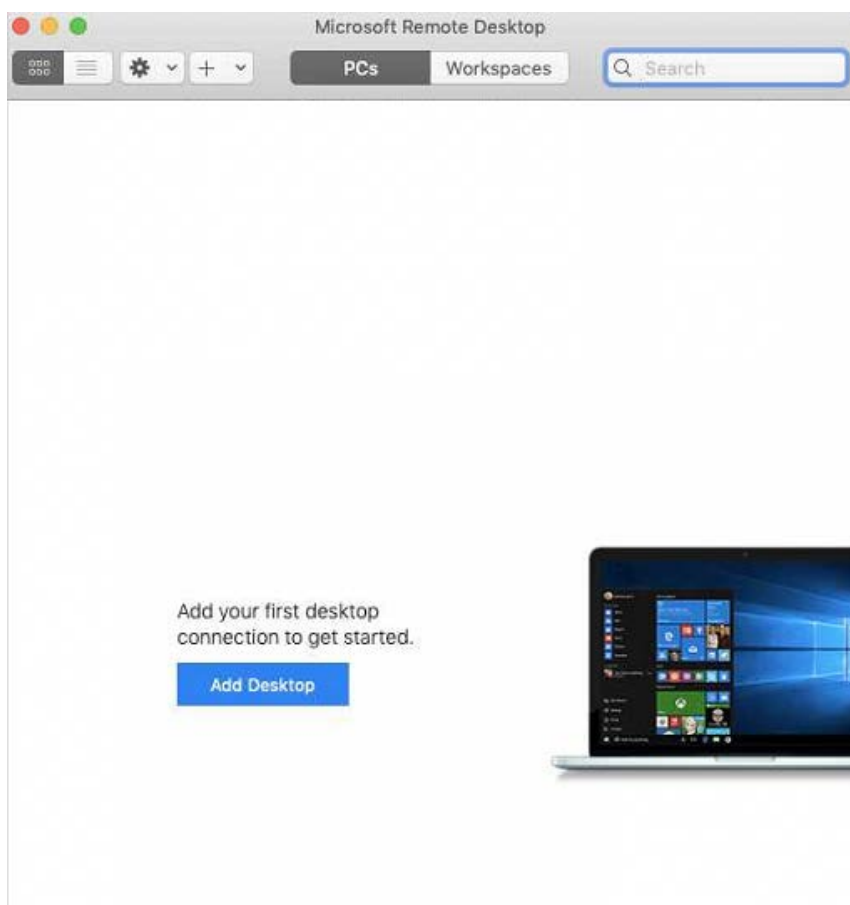 Microsoft Remote Desktop
PCs
Workspaces
Search
Add your first desktop
connection to get started.
Add Desktop